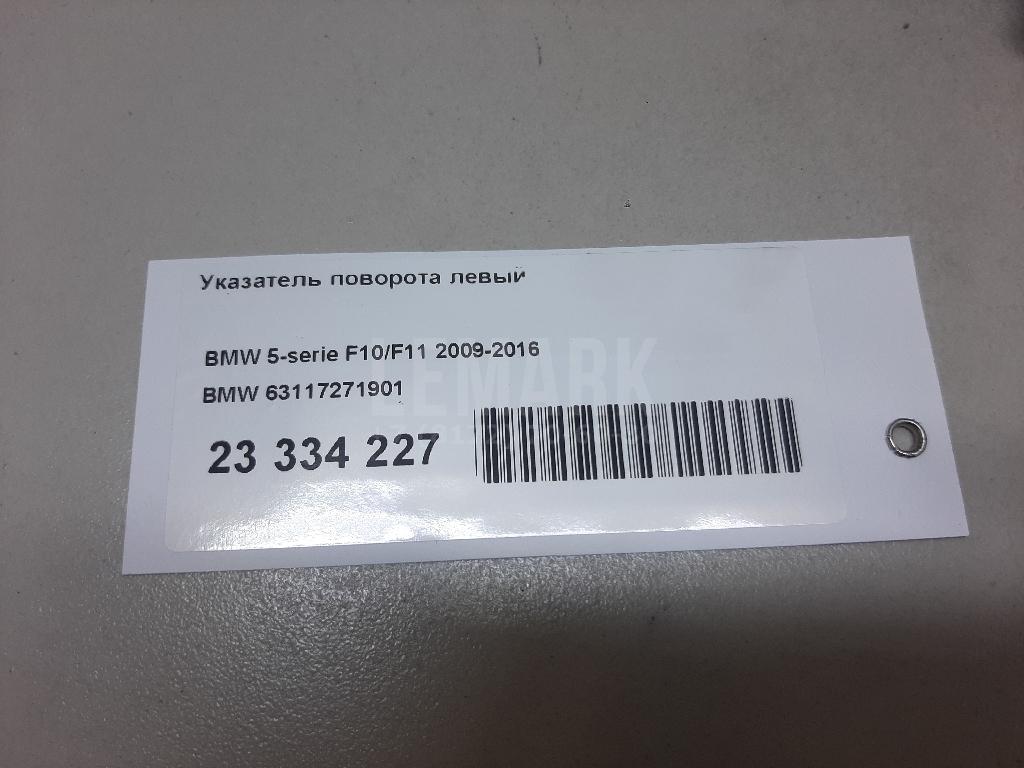 Указатель поворота левый
BMW 5-serie F10/F11 2009-2016
BMW 63117271901
LEMARK
23 334 227